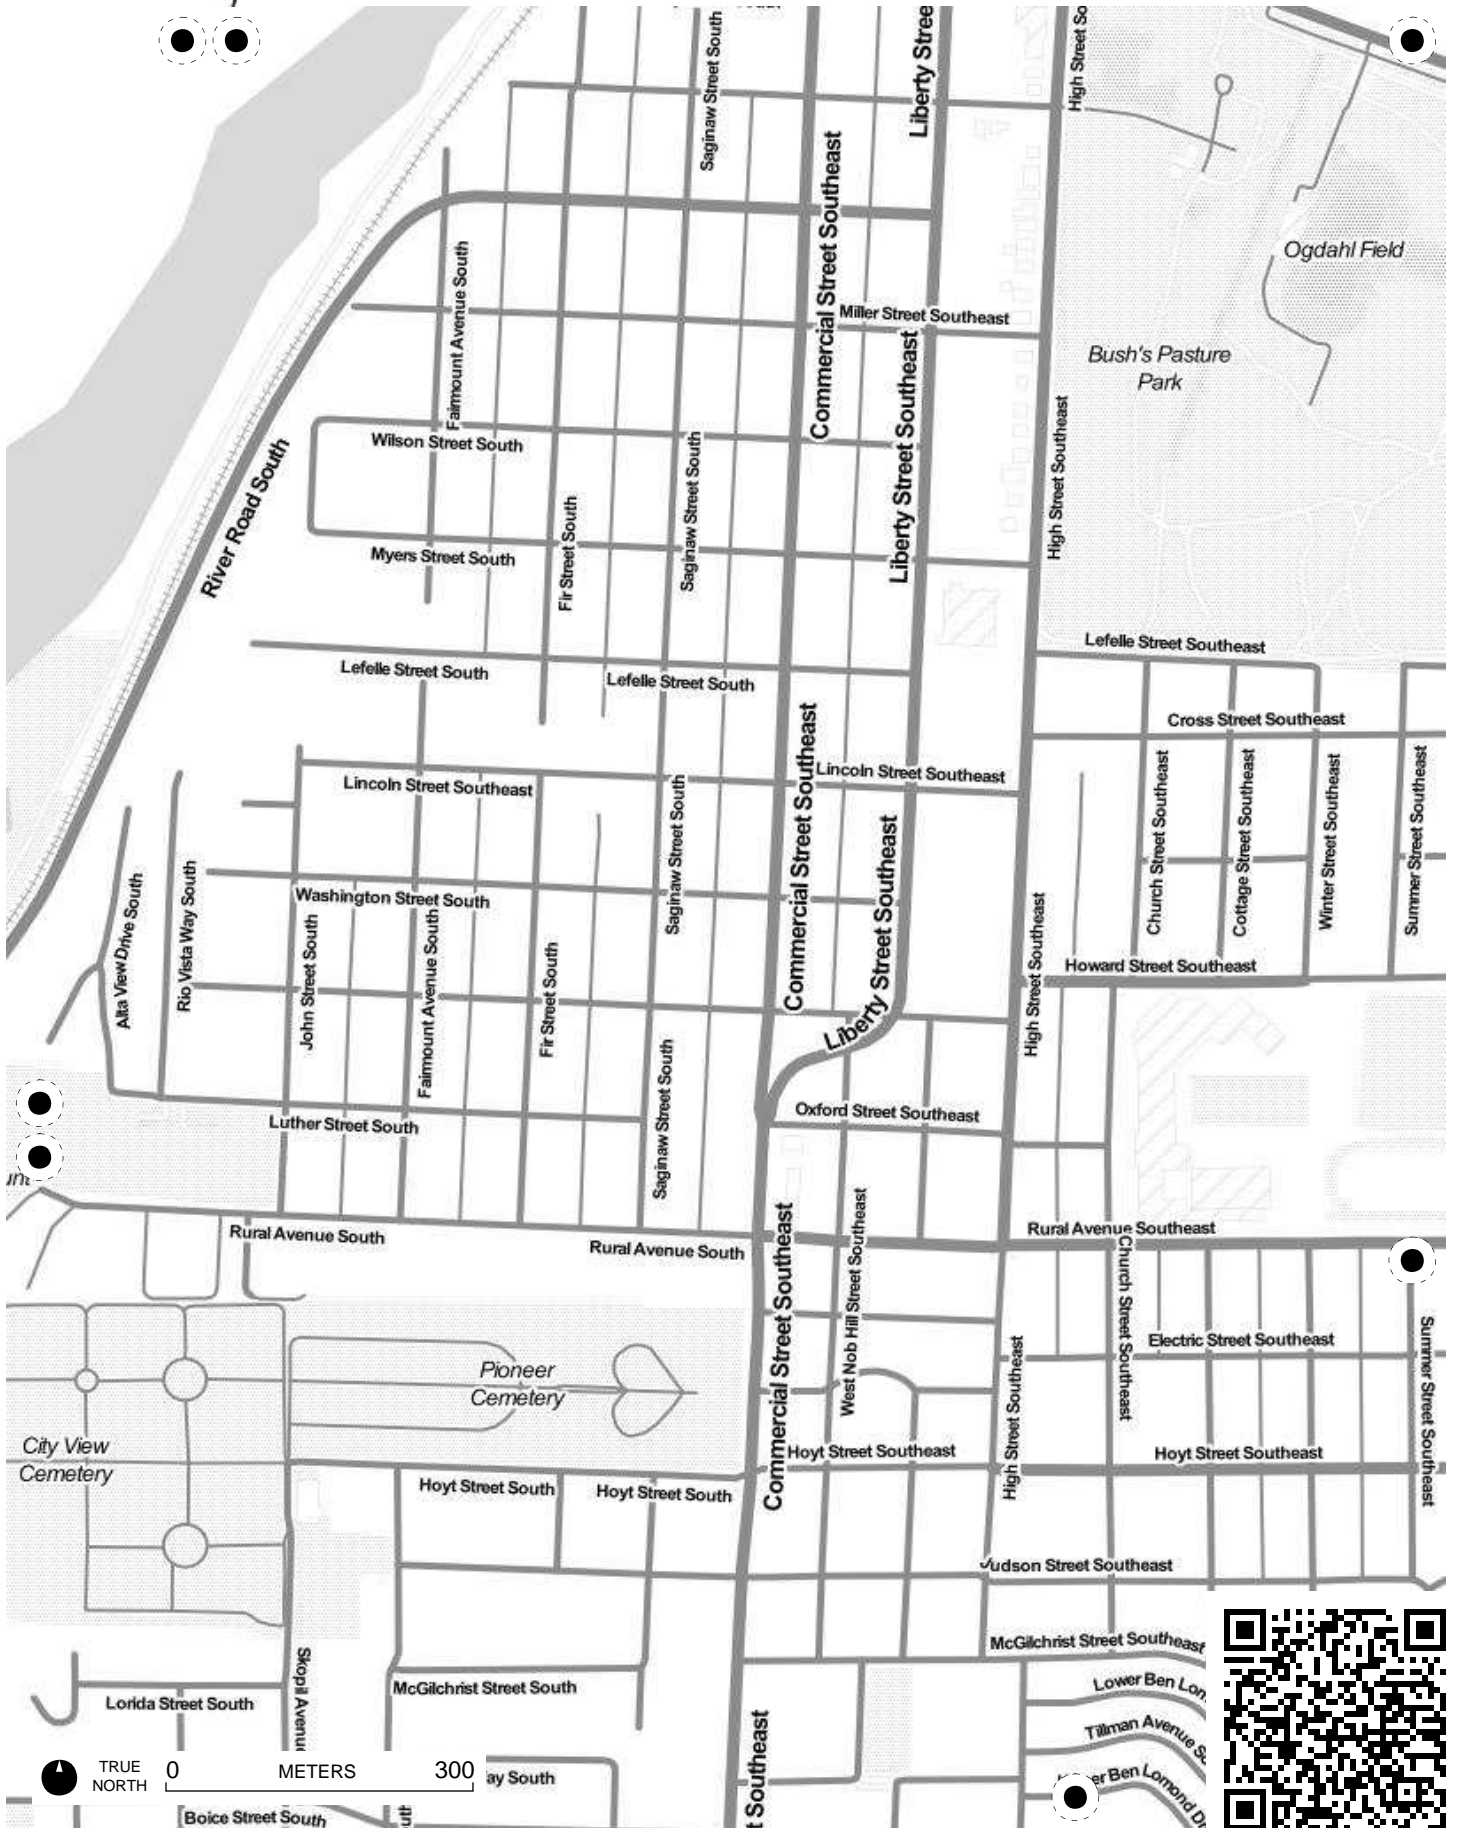 Saginaw Street South
Commercial Street Southeast
High Street So
Ogdahl Field
Fairmount Avenue South
Miller Street Southeast
Bush's Pasture
Park
Liberty Street Southeast
Wilson Street South
River Road South
Saginaw Street South
High Street Southeast
Fir Street South
Myers Street South
Lefelle Street Southeast
Lefelle Street South
Lefelle Street South
Cross Street Southeast
Commercial Street Southeast
Lincoln Street Southeast
Lincoln Street Southeast
Saginaw Street South
Liberty Street Southeast
Church Street Southeast
Cottage Street Southeast
Winter Street Southeast
Summer Street Southeast
Alta View Drive South
Rio Vista Way South
Washington Street South
John Street South
Fairmount Avenue South
Fir Street South
High Street Southeast
Howard Street Southeast
Saginaw Street South
Luther Street South
Oxford Street Southeast
Rural Avenue South
Rural Avenue South
Commercial Street Southeast
West Nob Hill Street Southeast
Rural Avenue Southeast
Church Street Southeast
Electric Street Southeast
Summer Street Southeast
High Street Southeast
Pioneer
Cemetery
City View
Cemetery
Hoyt Street South
Hoyt Street South
Hoyt Street Southeast
Hoyt Street Southeast
Judson Street Southeast
McGilchrist Street Southeast
Lower Ben Lom
Tillman Avenue S
er Ben Lomond D
Skopil Avenue
Lorida Street South
McGilchrist Street South
t Southeast
TRUE
NORTH
0 METERS 300
ay South
Boice Street South